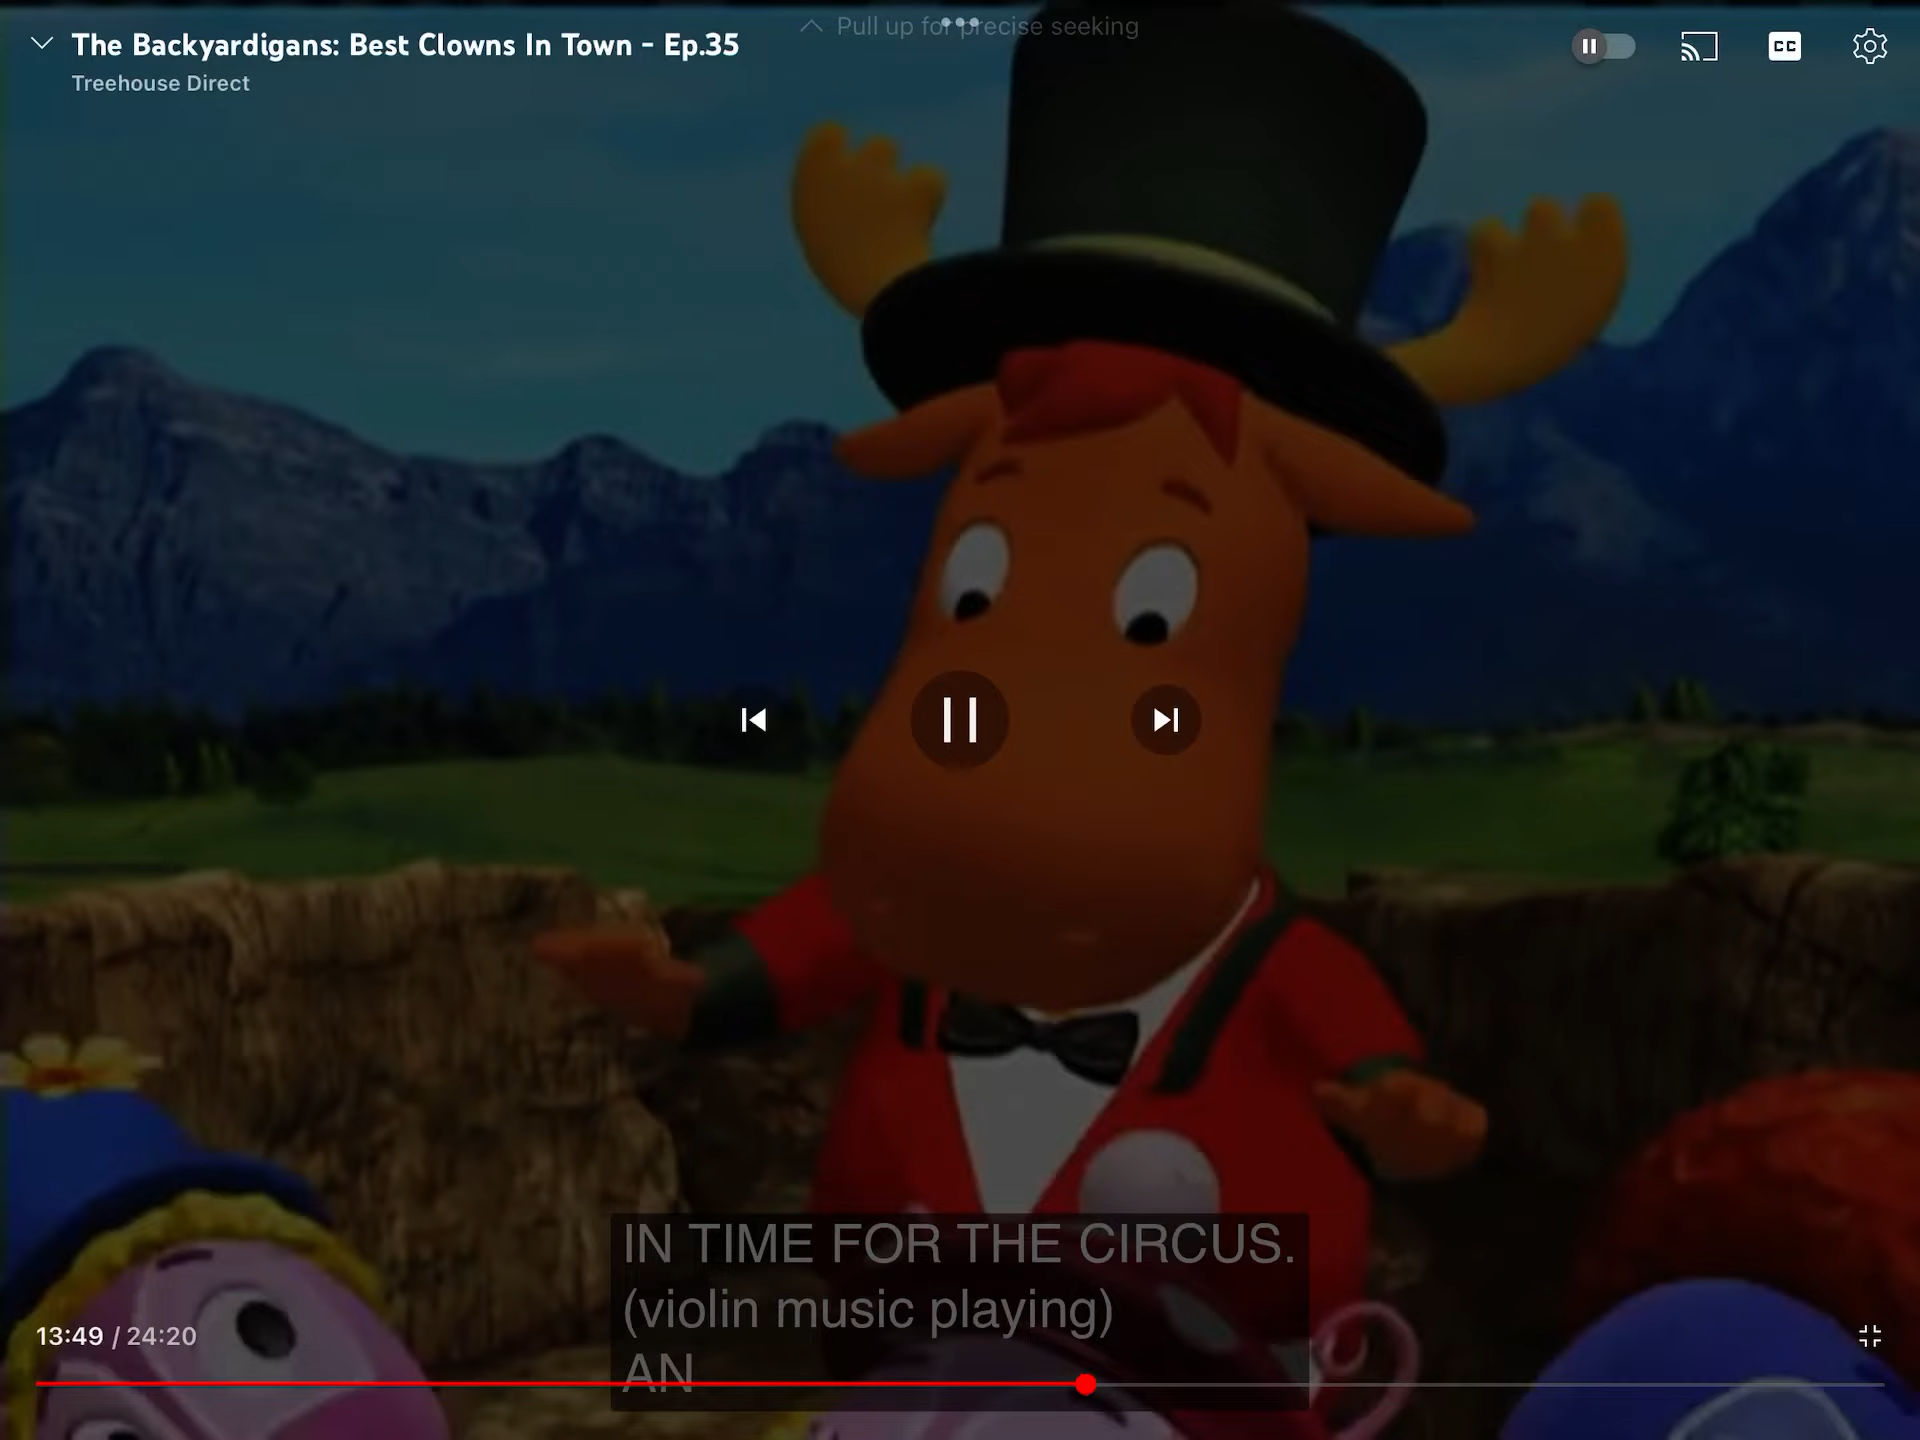 Pull up for precise seeking
The Backyardigans: Best Clowns In Town - Ep.35
Treehouse Direct
CC
IN TIME FOR THE CIRCUS.
(violin music playing)
AN
13:49 / 24:20